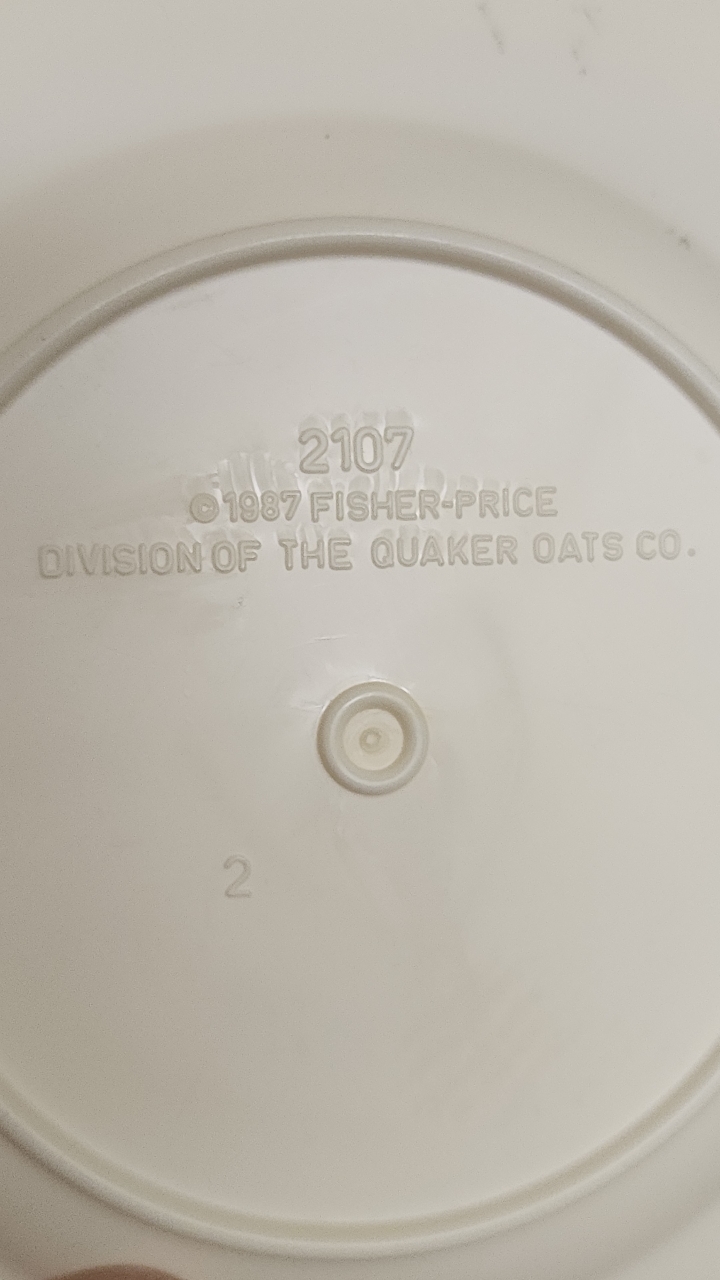 2107
©1987 FISHER-PRICE
DIVISION OF THE QUAKER OATS CO.
2